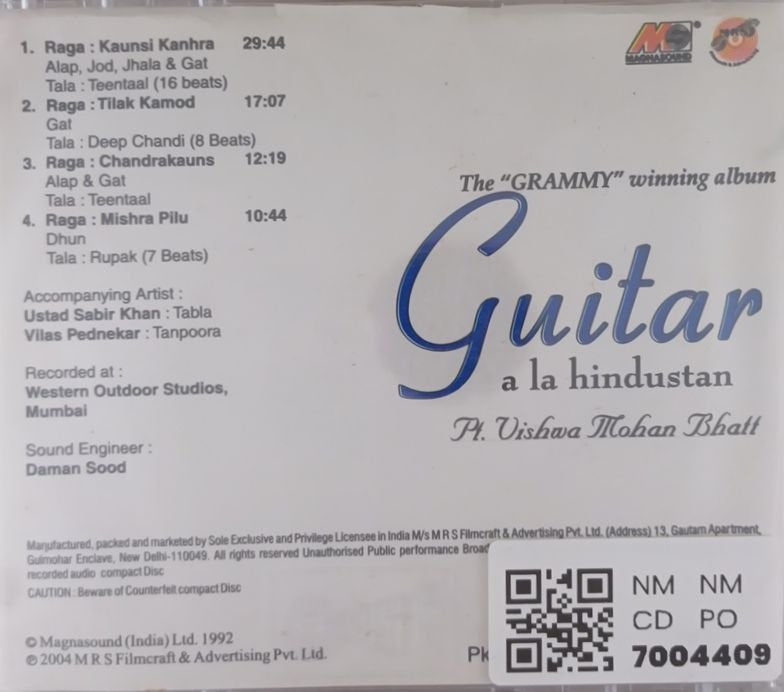 1. Raga : Kaunsi Kanhra 29:44
Alap, Jod, Jhala & Gat
Tala : Teentaal (16 beats)
2. Raga : Tilak Kamod 17:07
Gat
Tala : Deep Chandi (8 Beats)
3. Raga : Chandrakauns 12:19
Alap & Gat
Tala : Teentaal
4. Raga : Mishra Pilu 10:44
Dhun
Tala : Rupak (7 Beats)
Accompanying Artist :
Ustad Sabir Khan : Tabla
Vilas Pednekar : Tanpoora
Recorded at :
Western Outdoor Studios,
Mumbai
Sound Engineer :
Daman Sood
MAGNASOUND
The "GRAMMY" winning album
Guitar
a la hindustan
Pt. Vishwa Mohan Bhatt
Manufactured, packed and marketed by Sole Exclusive and Privilege Licensee in India M/s M R S Filmcraft & Advertising Pvt. Ltd. (Address) 13, Gautam Apartment,
Gulmohar Enclave, New Delhi-110049. All rights reserved Unauthorised Public performance Broad
recorded audio compact Disc
CAUTION : Beware of Counterfeit compact Disc
© Magnasound (India) Ltd. 1992
℗ 2004 M R S Filmcraft & Advertising Pvt. Ltd.
Pk
NM NM
CD PO
7004409